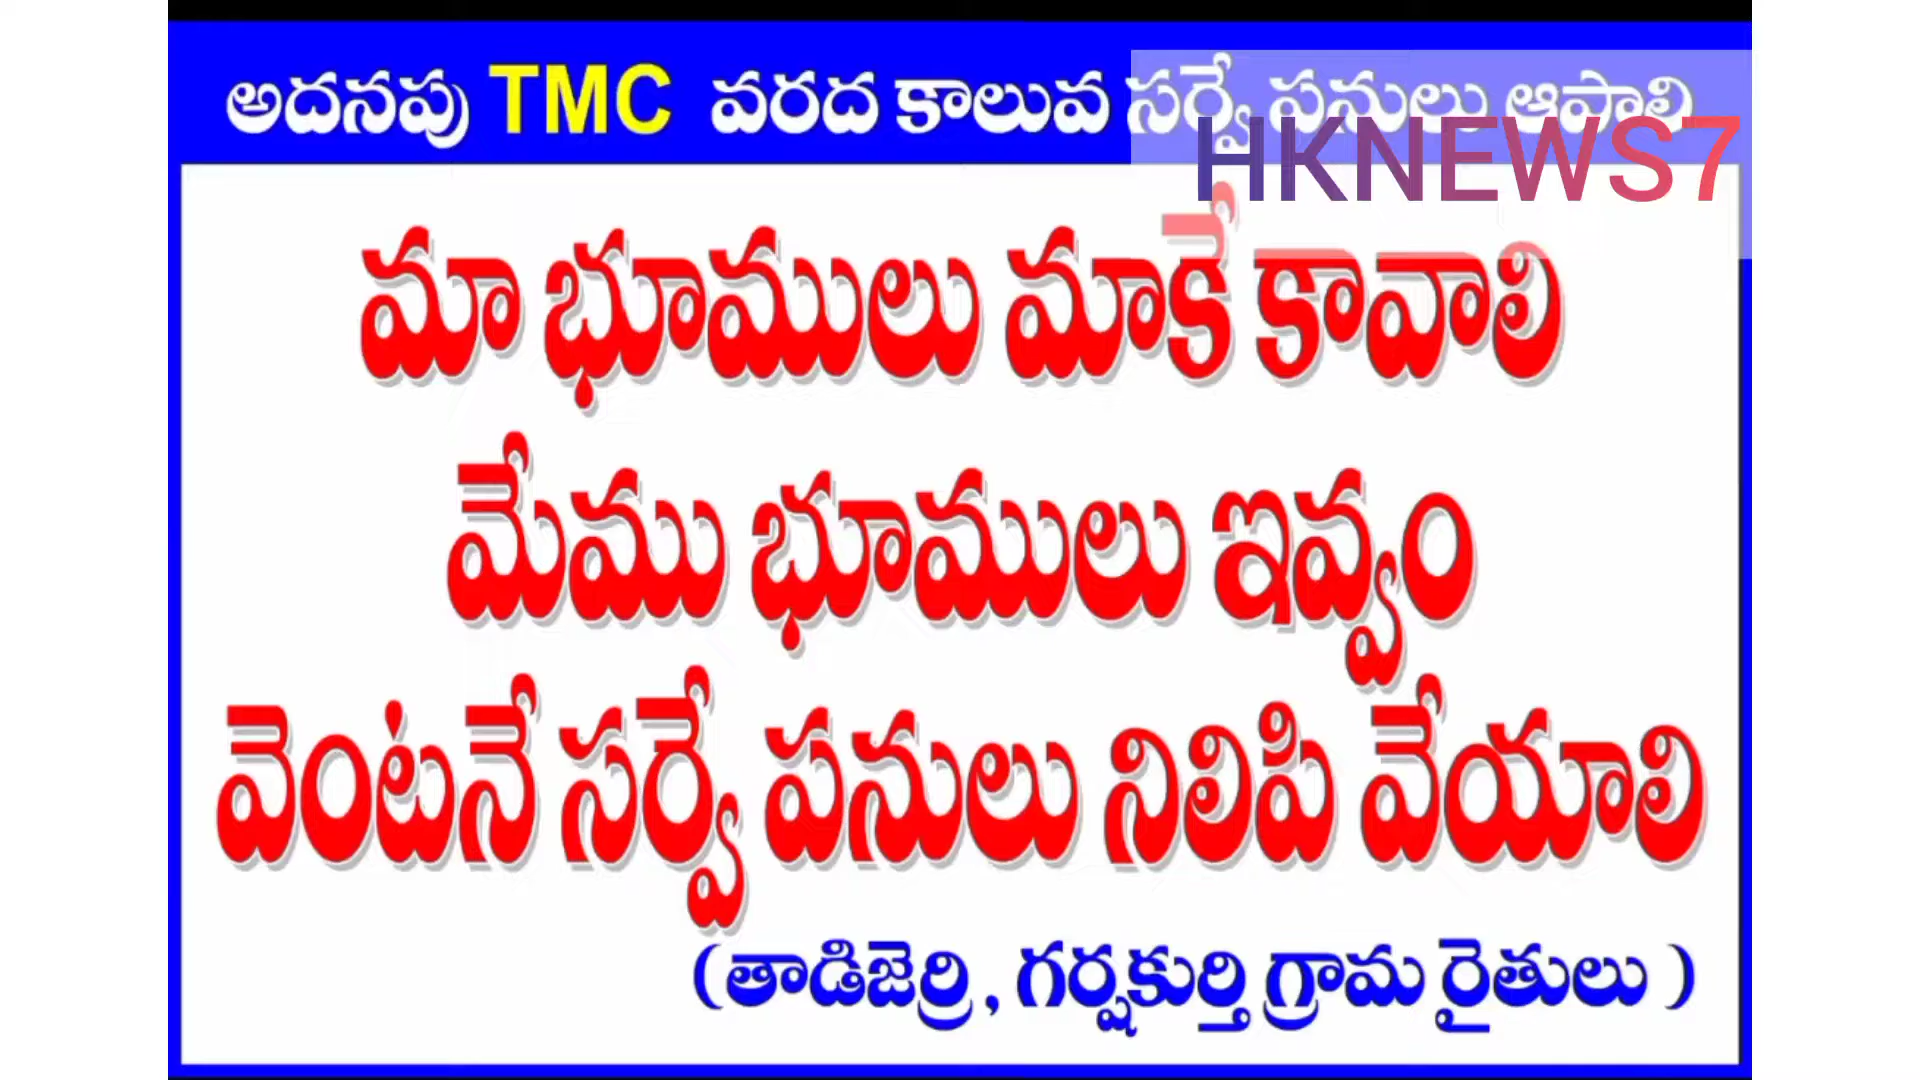 అదనపు TMC వరద కాలువ సర్వే పనులు ఆపాలి
HKNEWS7
మా భూములు మాకే కావాలి
మేము భూములు ఇవ్వం
వెంటనే సర్వే పనులు నిలిపి వేయాలి
(తాడిజెర్రి, గర్షకుర్తి గ్రామ రైతులు )